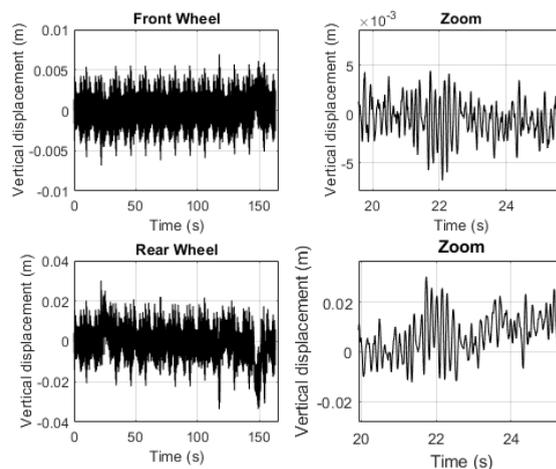 Front Wheel
Vertical displacement (m)
0.01
0.005
0
-0.005
-0.01
0 50 100 150
Time (s)
Zoom
×10-3
Vertical displacement (m)
5
0
-5
20 22 24
Time (s)
Rear Wheel
Vertical displacement (m)
0.04
0.02
0
-0.02
-0.04
0 50 100 150
Time (s)
Zoom
Vertical displacement (m)
0.02
0
-0.02
20 22 24
Time (s)